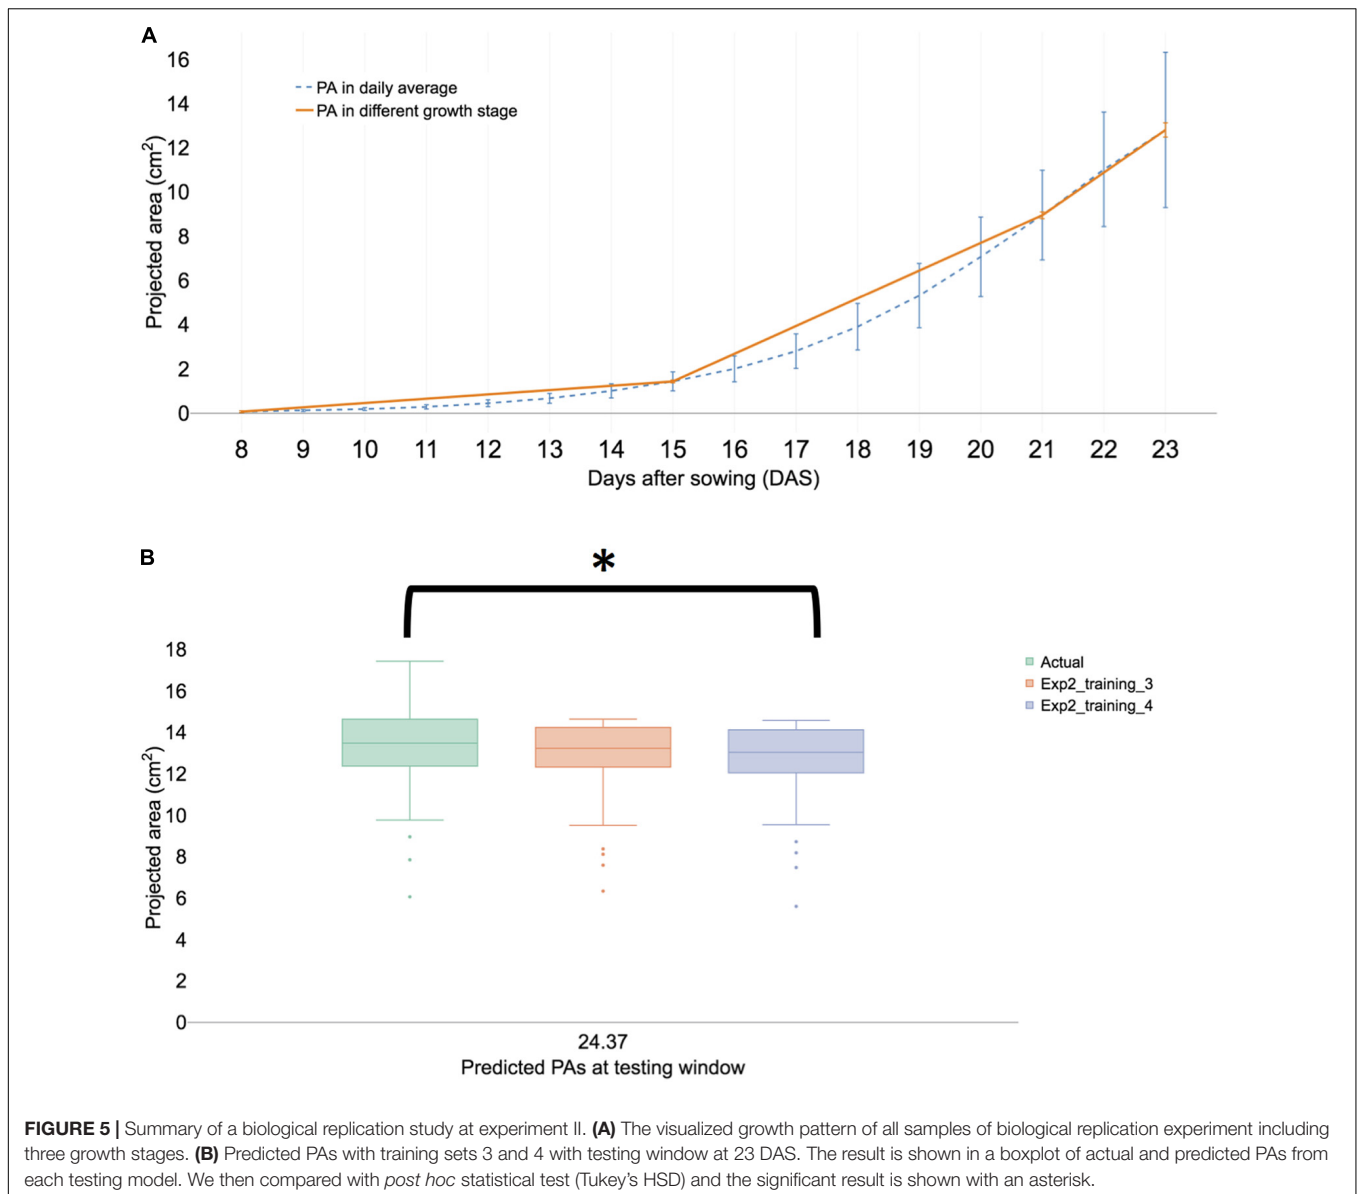 A
16
14
12
10
8
6
4
2
0
Projected area (cm²)
PA in daily average
PA in different growth stage
8 9 10 11 12 13 14 15 16 17 18 19 20 21 22 23
Days after sowing (DAS)
B
*
18
16
14
12
10
8
6
4
2
0
Projected area (cm²)
Actual
Exp2_training_3
Exp2_training_4
24.37
Predicted PAs at testing window
FIGURE 5 | Summary of a biological replication study at experiment II. (A) The visualized growth pattern of all samples of biological replication experiment including
three growth stages. (B) Predicted PAs with training sets 3 and 4 with testing window at 23 DAS. The result is shown in a boxplot of actual and predicted PAs from
each testing model. We then compared with post hoc statistical test (Tukey's HSD) and the significant result is shown with an asterisk.